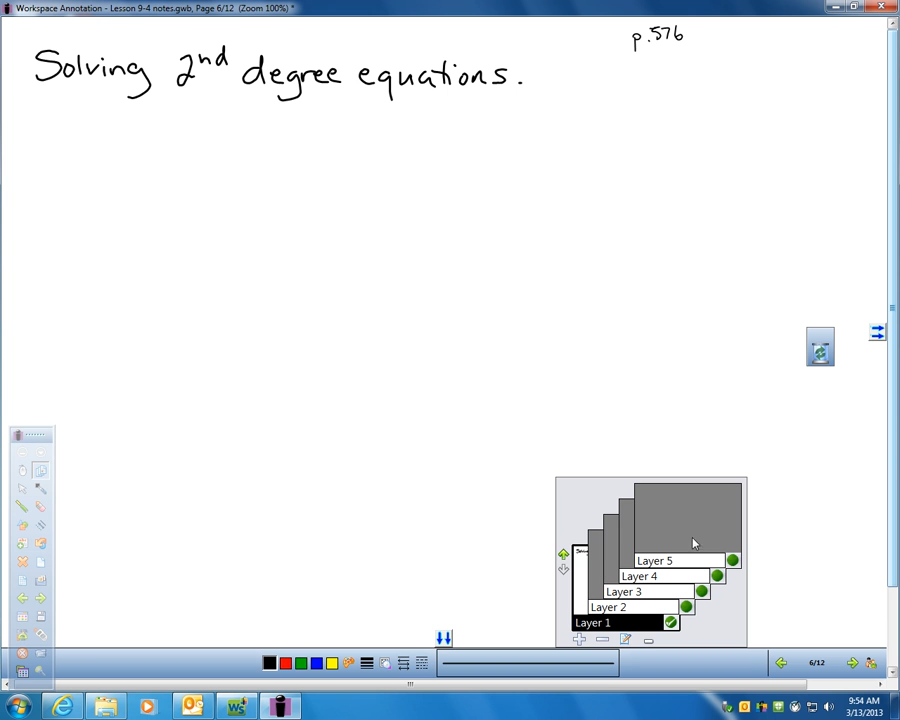 Workspace Annotation - Lesson 9-4 notes.gwb, Page 6/12 (Zoom 100%) *
p.576
Solving 2nd degree equations.
Layer 5
Layer 4
Layer 3
Layer 2
Layer 1
6/12
9:54 AM
3/13/2013